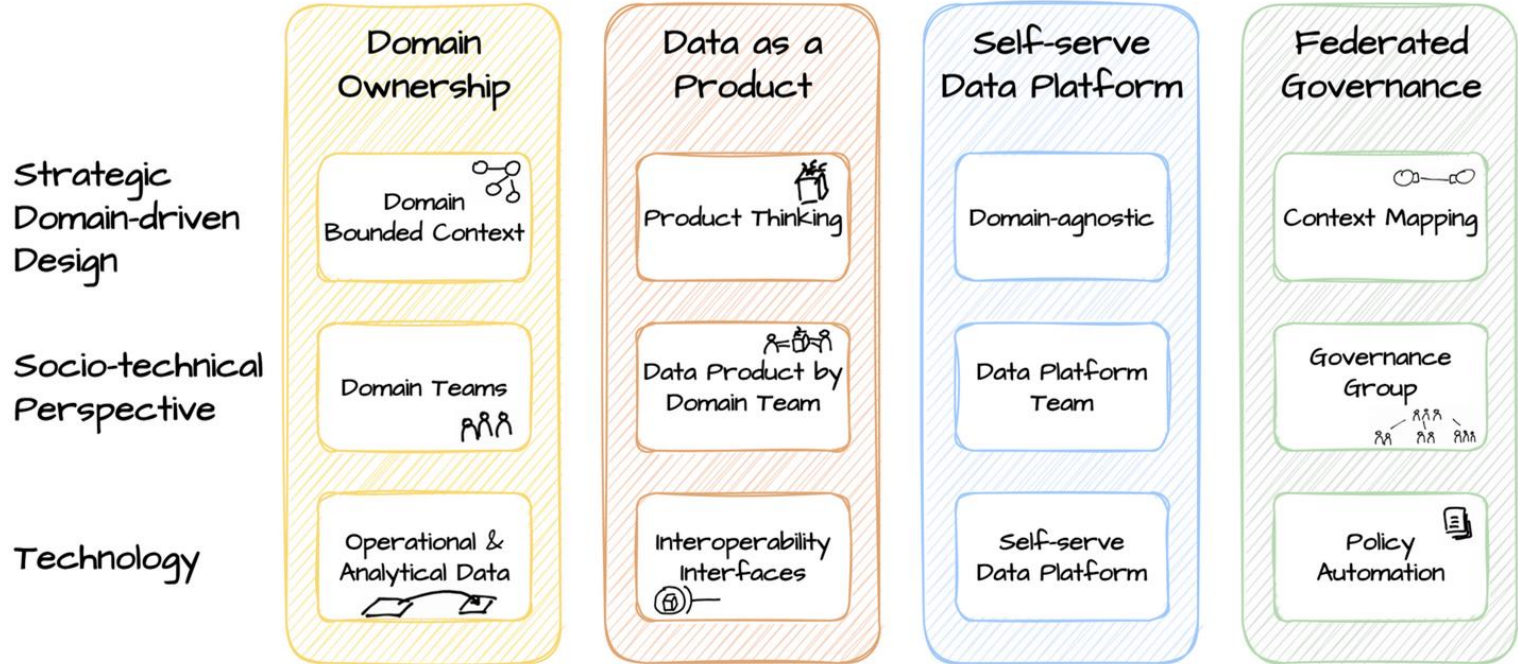 Domain
Ownership
Data as a
Product
Self-serve
Data Platform
Federated
Governance
Strategic
Domain-driven
Design
Domain
Bounded Context
Product Thinking
Domain-agnostic
Context Mapping
Socio-technical
Perspective
Domain Teams
Data Product by
Domain Team
Data Platform
Team
Governance
Group
Technology
Operational &
Analytical Data
Interoperability
Interfaces
Self-serve
Data Platform
Policy
Automation